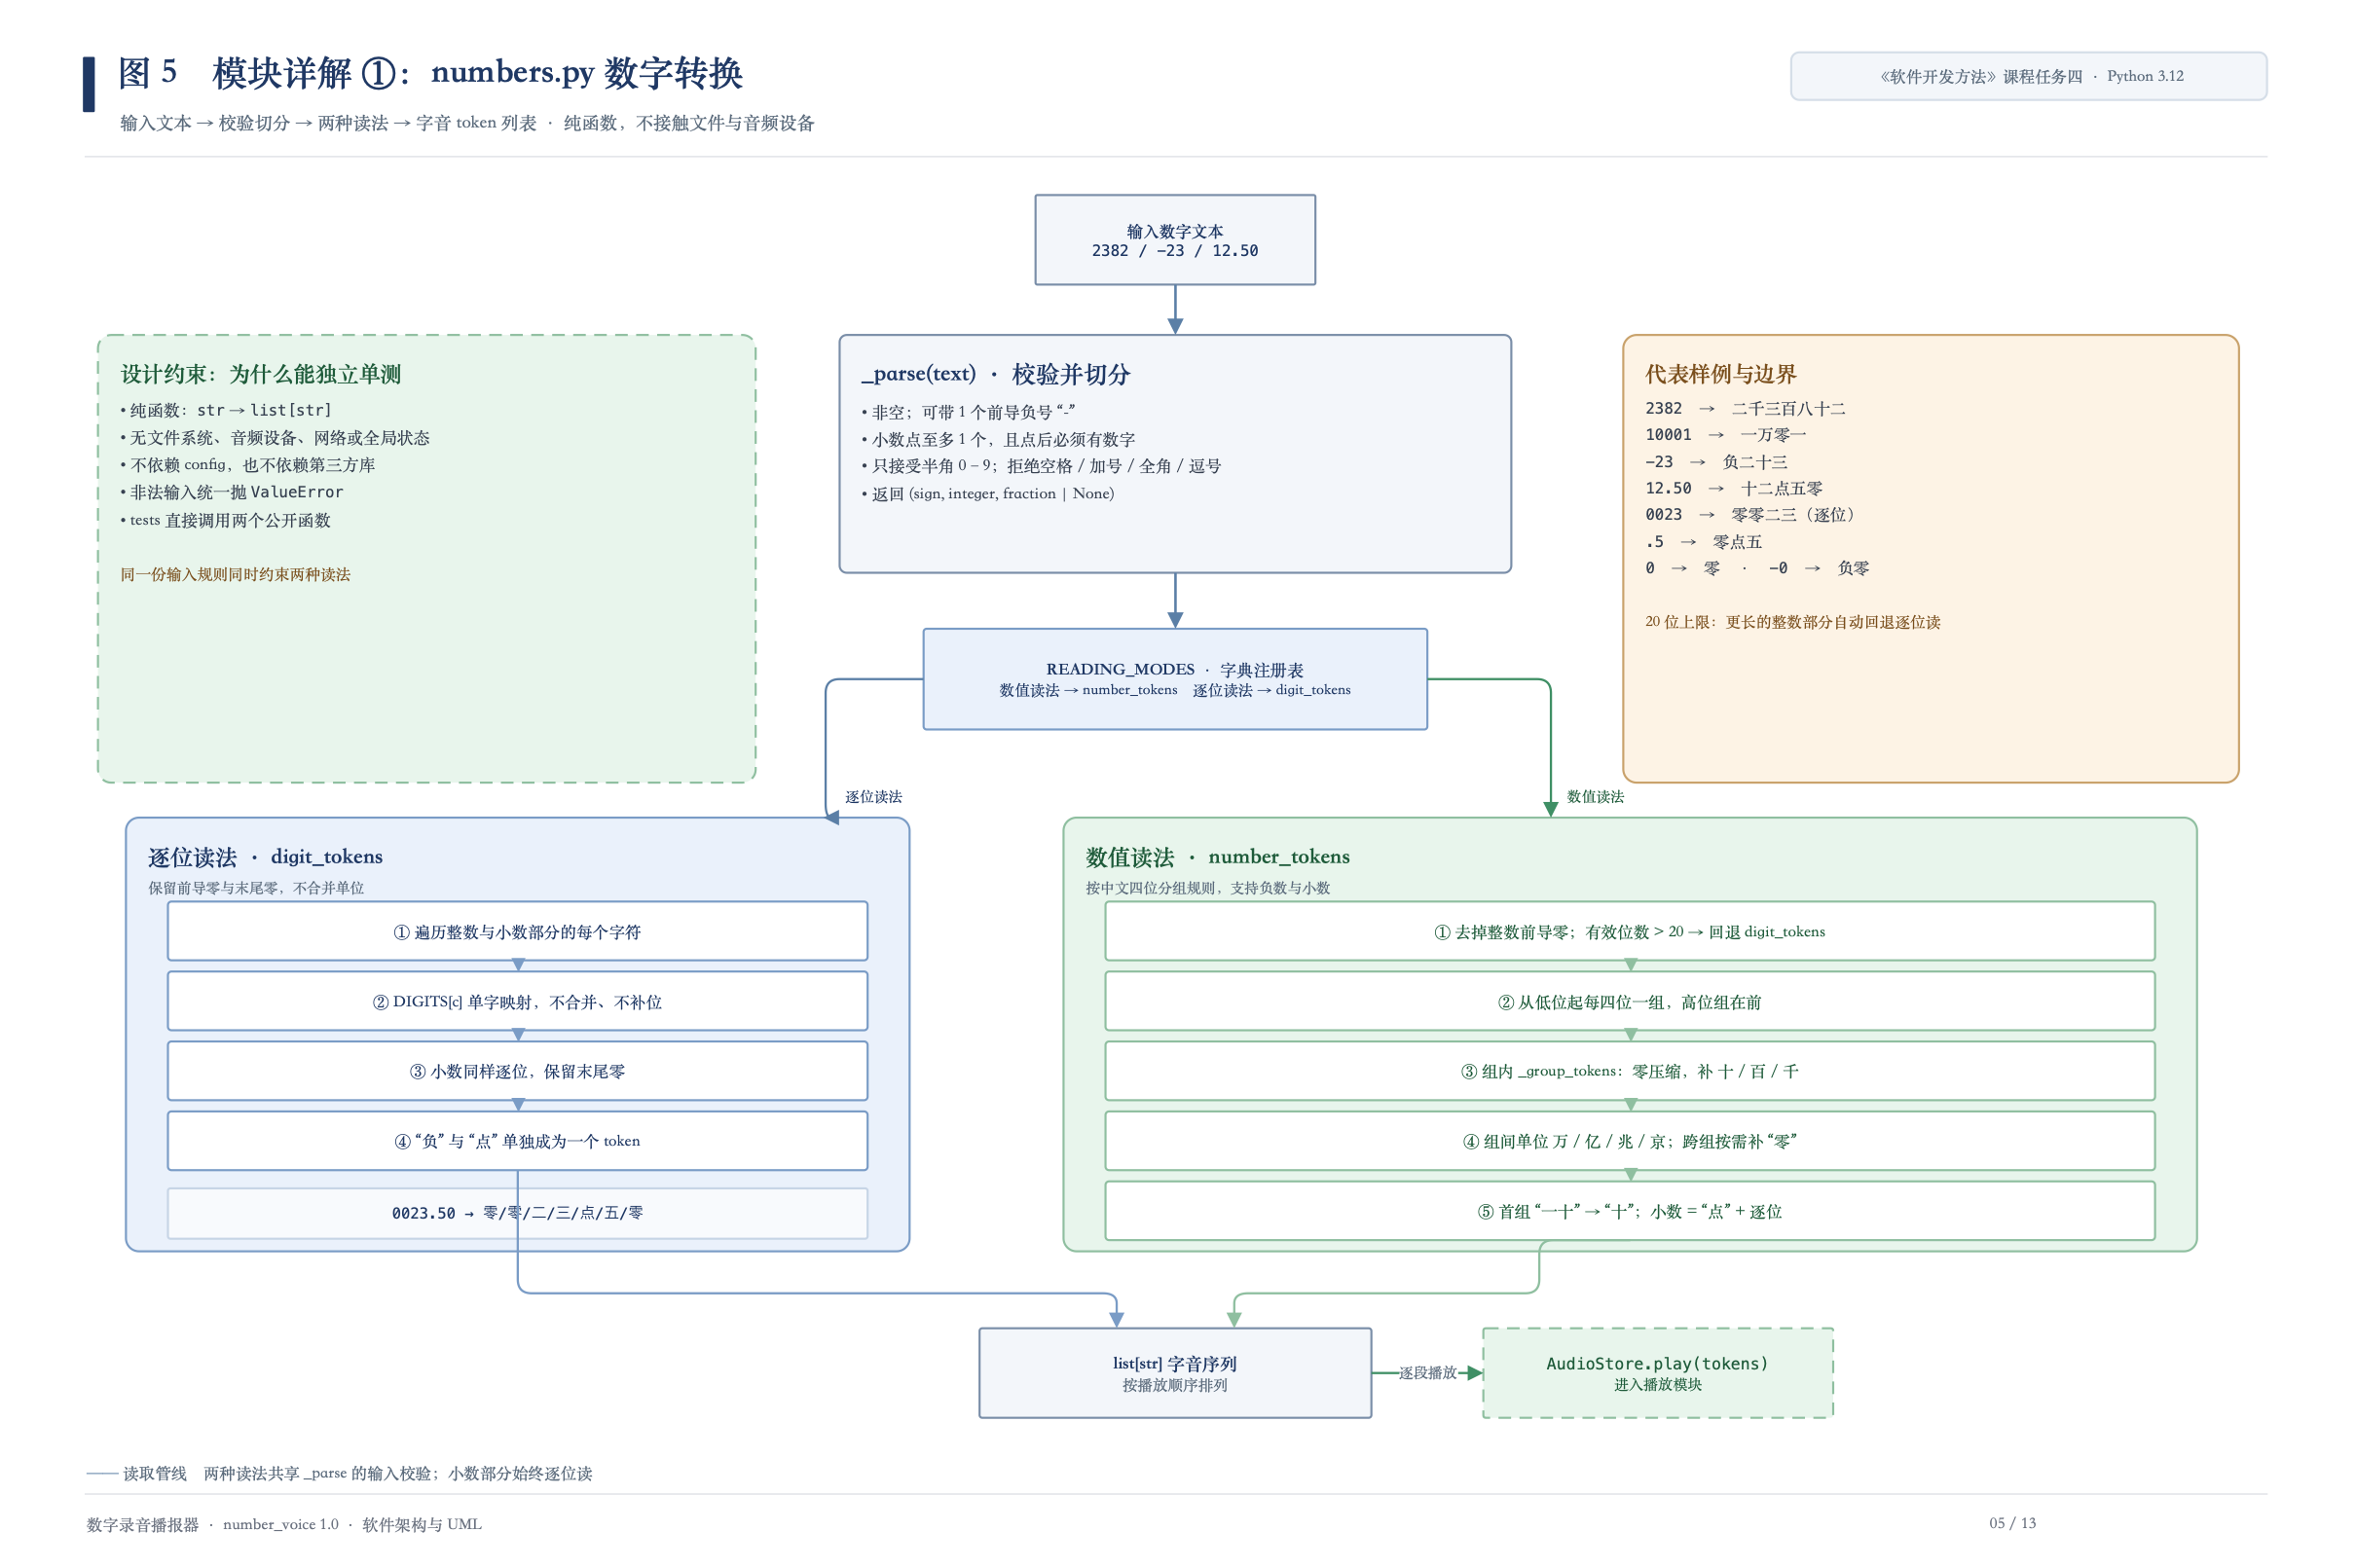 图 5　模块详解 ①：numbers.py 数字转换
《软件开发方法》课程任务四 · Python 3.12
输入文本 → 校验切分 → 两种读法 → 字音 token 列表 · 纯函数，不接触文件与音频设备
输入数字文本
2382 / -23 / 12.50
设计约束：为什么能独立单测
• 纯函数：str → list[str]
• 无文件系统、音频设备、网络或全局状态
• 不依赖 config，也不依赖第三方库
• 非法输入统一抛 ValueError
• tests 直接调用两个公开函数
同一份输入规则同时约束两种读法
_parse(text) · 校验并切分
• 非空；可带 1 个前导负号 “-”
• 小数点至多 1 个，且点后必须有数字
• 只接受半角 0 – 9；拒绝空格 / 加号 / 全角 / 逗号
• 返回 (sign, integer, fraction | None)
代表样例与边界
2382 → 二千三百八十二
10001 → 一万零一
-23 → 负二十三
12.50 → 十二点五零
0023 → 零零二三（逐位）
.5 → 零点五
0 → 零 · -0 → 负零
20 位上限：更长的整数部分自动回退逐位读
READING_MODES · 字典注册表
数值读法 → number_tokens　逐位读法 → digit_tokens
逐位读法
数值读法
逐位读法 · digit_tokens
保留前导零与末尾零，不合并单位
① 遍历整数与小数部分的每个字符
② DIGITS[c] 单字映射，不合并、不补位
③ 小数同样逐位，保留末尾零
④ “负” 与 “点” 单独成为一个 token
0023.50 → 零/零/二/三/点/五/零
数值读法 · number_tokens
按中文四位分组规则，支持负数与小数
① 去掉整数前导零；有效位数 > 20 → 回退 digit_tokens
② 从低位起每四位一组，高位组在前
③ 组内 _group_tokens：零压缩，补 十 / 百 / 千
④ 组间单位 万 / 亿 / 兆 / 京；跨组按需补 “零”
⑤ 首组 “一十” → “十”；小数 = “点” + 逐位
list[str] 字音序列
按播放顺序排列
逐段播放
AudioStore.play(tokens)
进入播放模块
读取管线　两种读法共享 _parse 的输入校验；小数部分始终逐位读
数字录音播报器 · number_voice 1.0 · 软件架构与 UML
05 / 13